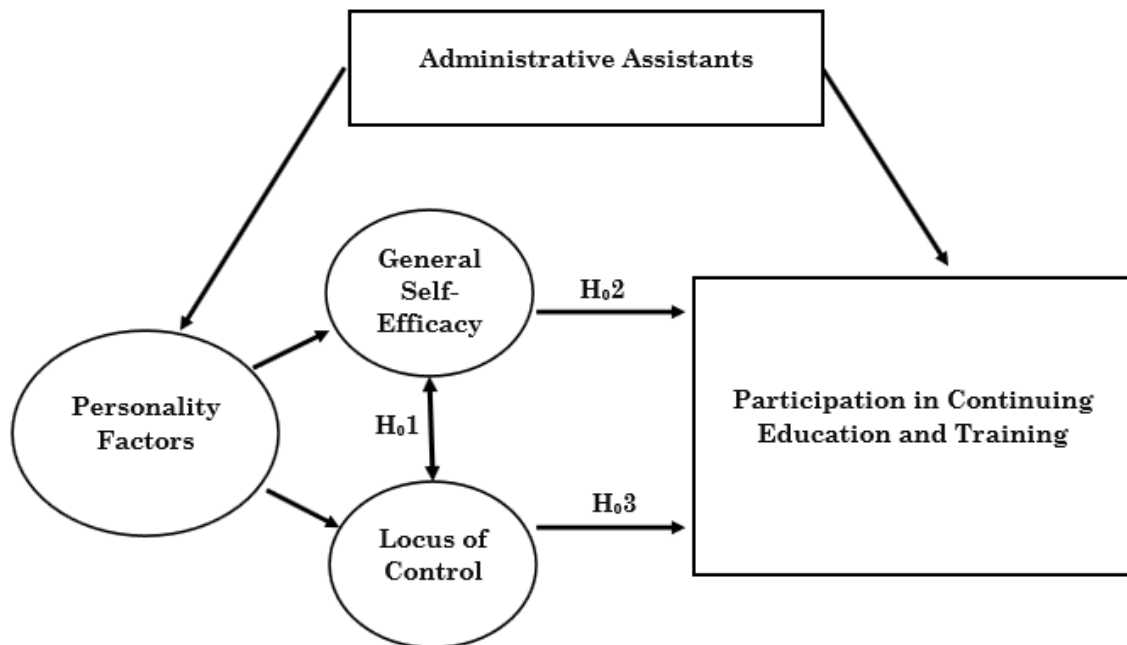 Administrative Assistants
General
Self-
Efficacy
H₀2
Personality
Factors
H₀1
Participation in Continuing
Education and Training
H₀3
Locus of
Control